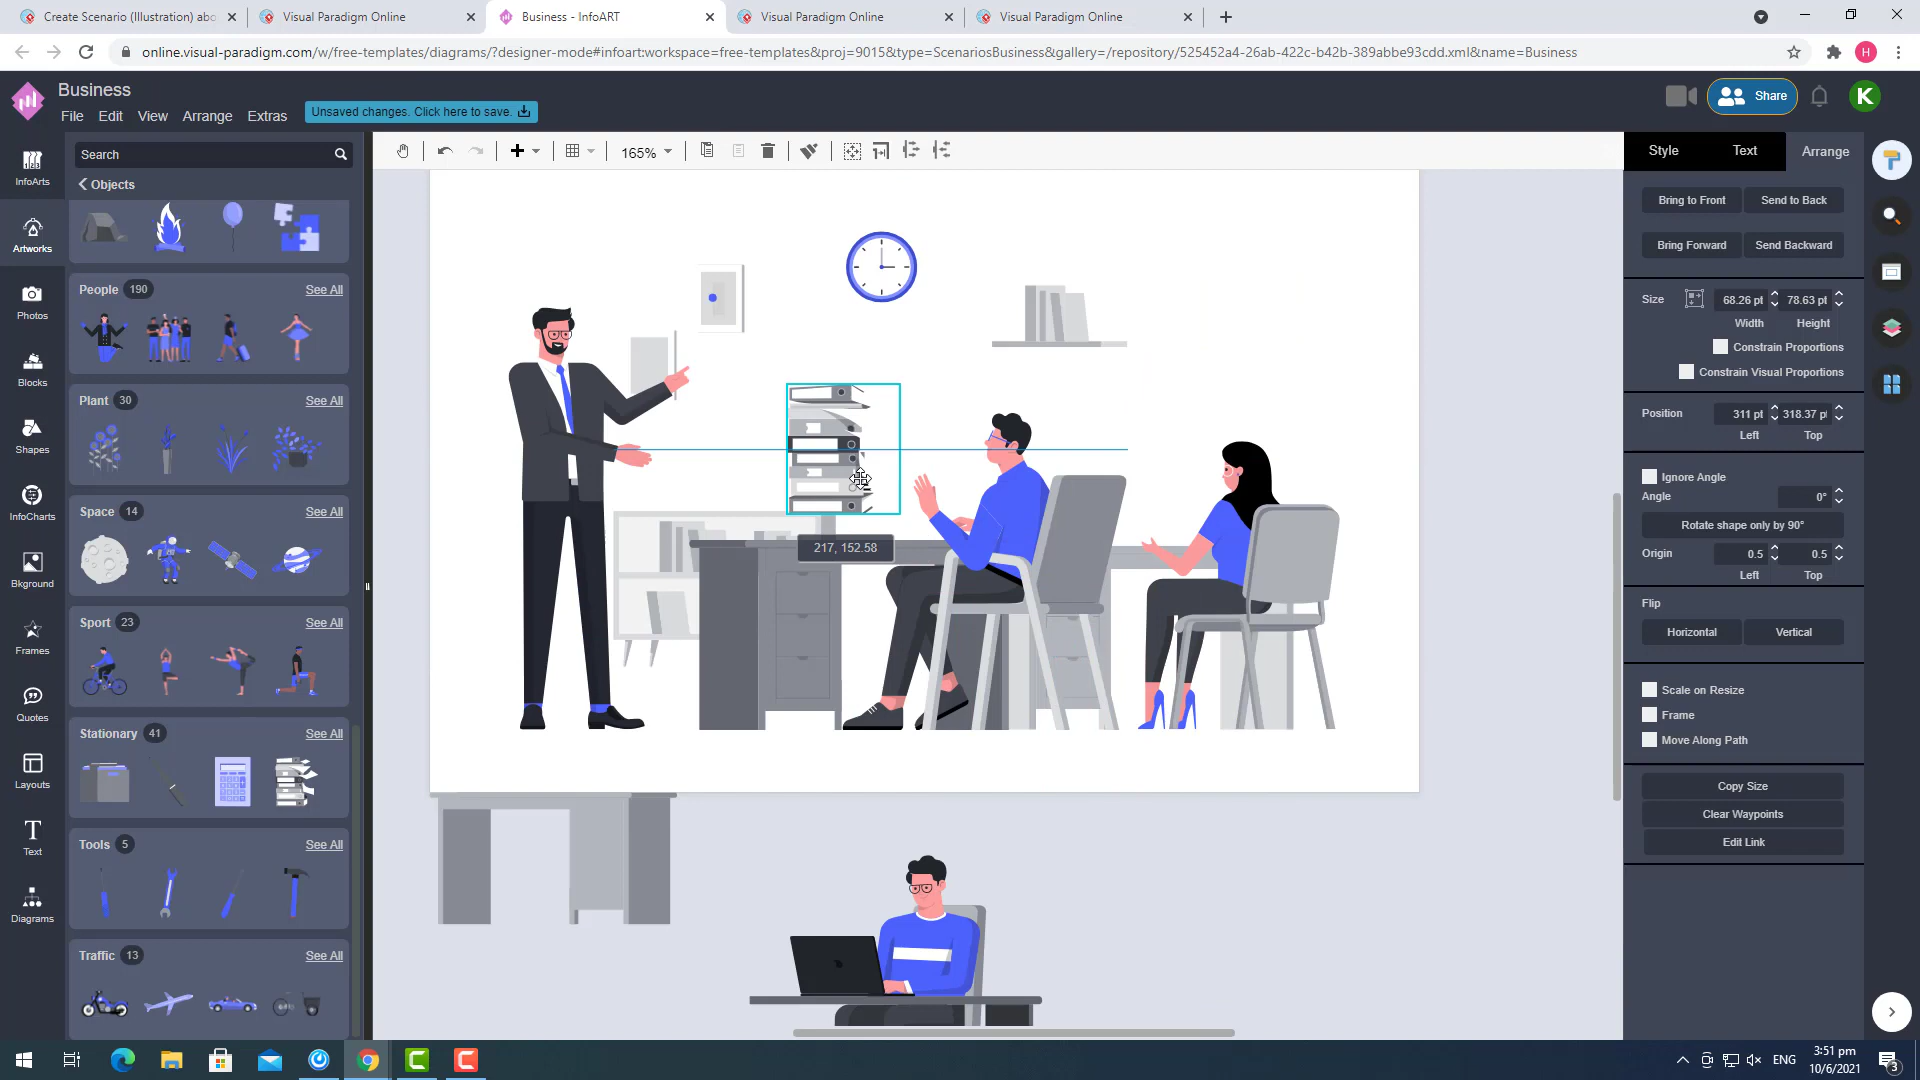 Create Scenario (Illustration) abo
Visual Paradigm Online
Business - InfoART
Visual Paradigm Online
Visual Paradigm Online
online.visual-paradigm.com/w/free-templates/diagrams/?designer-mode#infoart:workspace=free-templates&proj=9015&type=ScenariosBusiness&gallery=/repository/525452a4-26ab-422c-b42b-389abbe93cdd.xml&name=Business
H
Business
File Edit View Arrange Extras
Unsaved changes. Click here to save.
Share
K
InfoArts
Artworks
Photos
Blocks
Shapes
InfoCharts
Bkground
Frames
Quotes
Layouts
Text
Diagrams
Search
Objects
People 190 See All
Plant 30 See All
Space 14 See All
Sport 23 See All
Stationary 41 See All
Tools 5 See All
Traffic 13 See All
165%
217, 152.58
Style Text Arrange
Bring to Front Send to Back
Bring Forward Send Backward
Size 68.26 pt 78.63 pt
Width Height
Constrain Proportions
Constrain Visual Proportions
Position 311 pt 318.37 pt
Left Top
Ignore Angle
Angle 0°
Rotate shape only by 90°
Origin 0.5 0.5
Left Top
Flip
Horizontal Vertical
Scale on Resize
Frame
Move Along Path
Copy Size
Clear Waypoints
Edit Link
ENG
3:51 pm
10/6/2021
3